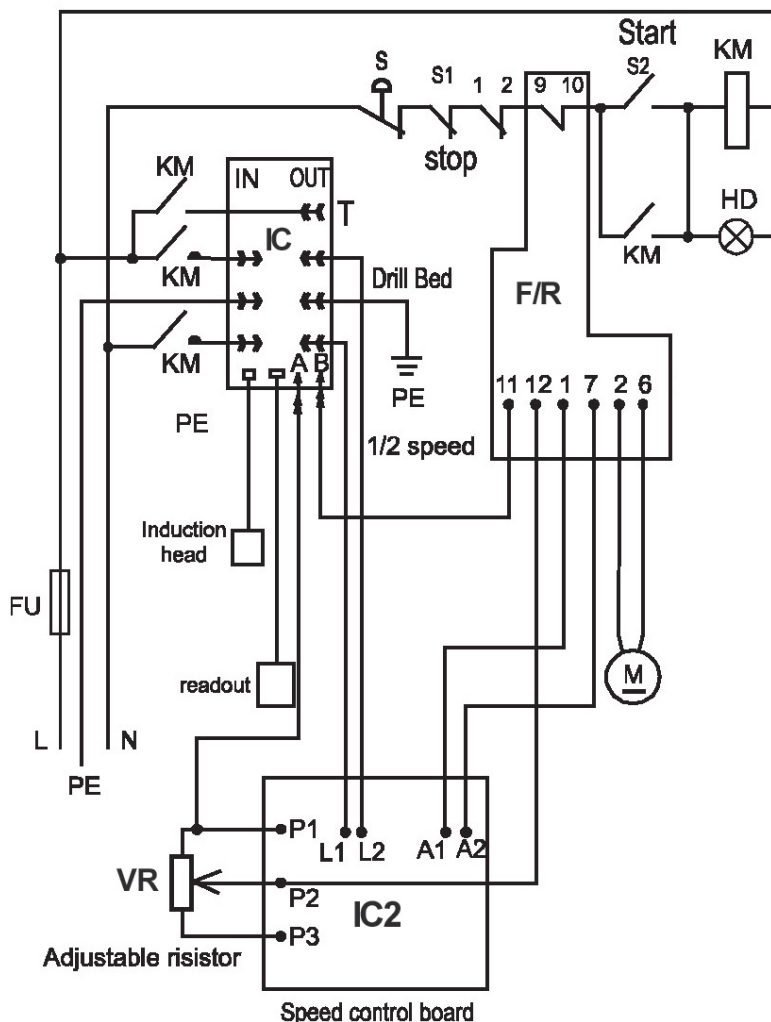 Start
KM
S
S1
1
2
9
10
S2
stop
KM
IN
OUT
T
IC
HD
KM
Drill Bed
KM
F/R
KM
A
B
PE
PE
11
12
1
7
2
6
1/2 speed
Induction
head
FU
readout
M
L
N
PE
P1
L1
L2
A1
A2
VR
P2
IC2
P3
Adjustable risistor
Speed control board